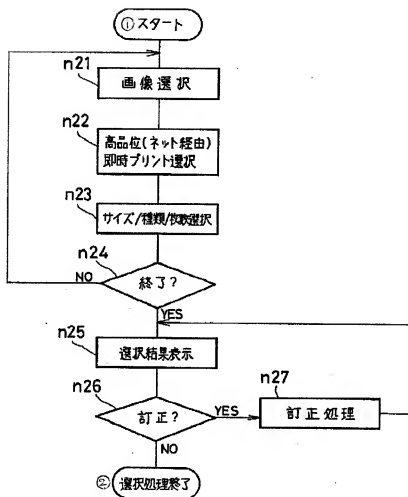 ①スタート
n21
画像選択
n22
高品位(ネット経由)
即時プリント選択
n23
サイズ/種類/枚数選択
n24
終了?
NO
YES
n25
選択結果表示
n26
n27
訂正?
YES
訂正処理
NO
②選択処理終了